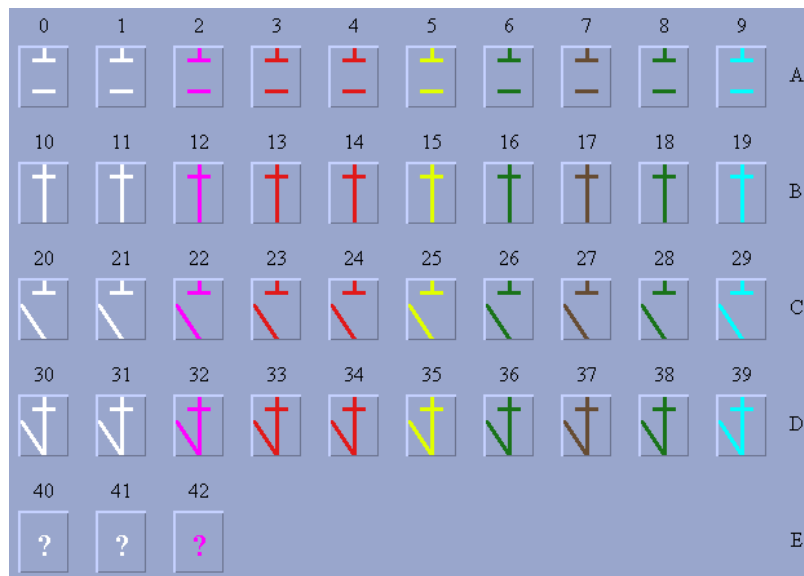 0 1 2 3 4 5 6 7 8 9
A
10 11 12 13 14 15 16 17 18 19
B
20 21 22 23 24 25 26 27 28 29
C
30 31 32 33 34 35 36 37 38 39
D
40 41 42
? ? ? E